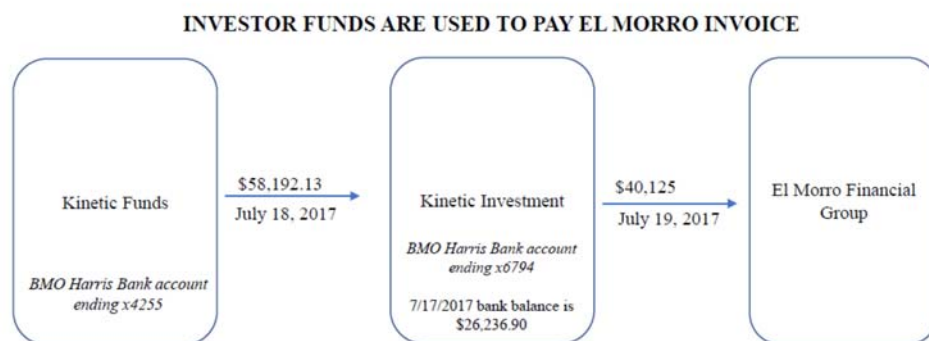 INVESTOR FUNDS ARE USED TO PAY EL MORRO INVOICE
Kinetic Funds
BMO Harris Bank account
ending x4255
$58,192.13
July 18, 2017
Kinetic Investment
BMO Harris Bank account
ending x6794
7/17/2017 bank balance is
$26,236.90
$40,125
July 19, 2017
El Morro Financial
Group